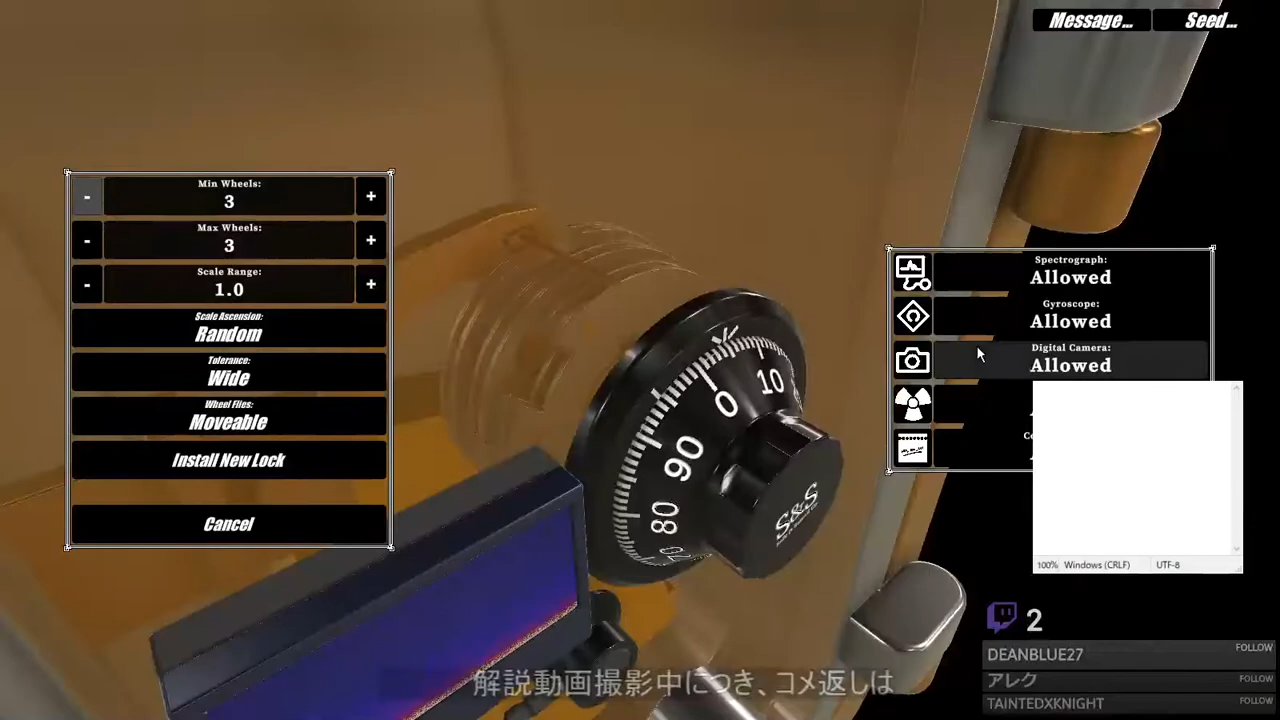 Message...
Seed...
Min Wheels:
- 3 +
Max Wheels:
- 3 +
Scale Range:
- 1.0 +
Scale Ascension:
Random
Tolerance:
Wide
Wheel Flies:
Moveable
Install New Lock
Cancel
Spectrograph:
Allowed
Gyroscope:
Allowed
Digital Camera:
Allowed
10
0
90
80
70
S&S
100% Windows (CRLF) UTF-8
2
DEANBLUE27 FOLLOW
アレク FOLLOW
TAINTEDXKNIGHT FOLLOW
解説動画撮影中につき、コメ返しは